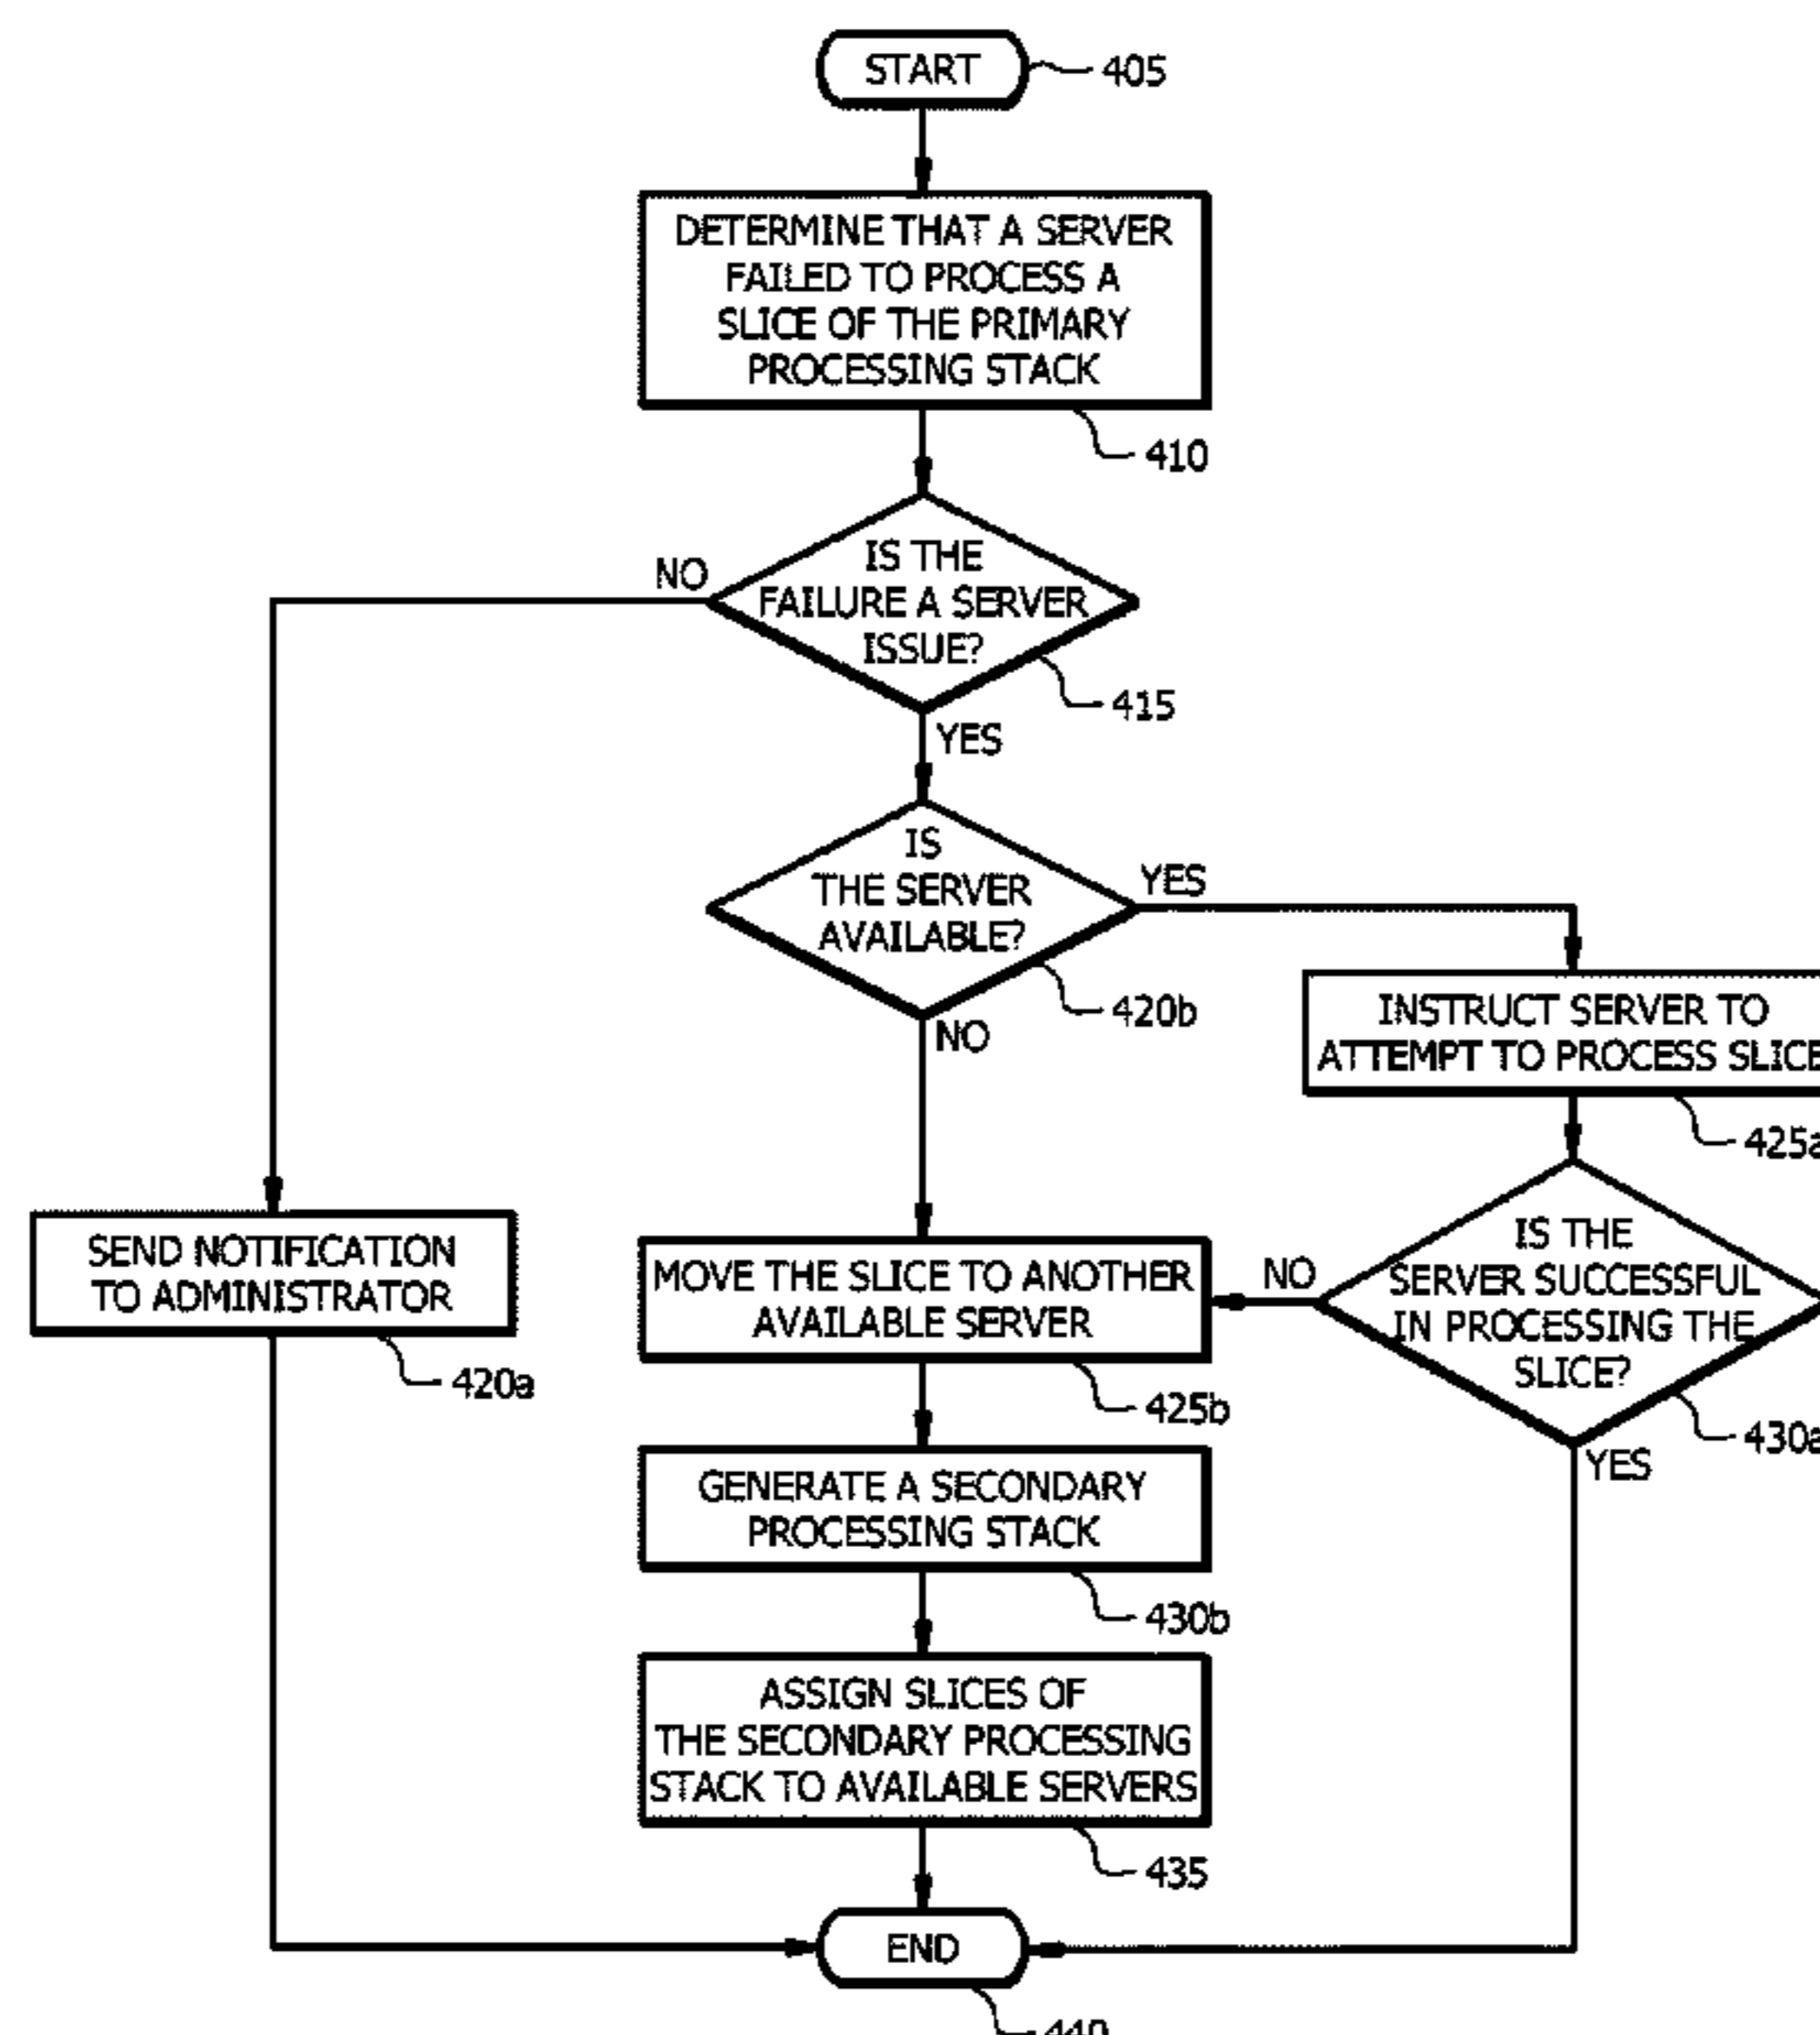 START
405
DETERMINE THAT A SERVER
FAILED TO PROCESS A
SLICE OF THE PRIMARY
PROCESSING STACK
410
NO
IS THE
FAILURE A SERVER
ISSUE?
415
YES
IS
THE SERVER
AVAILABLE?
YES
420b
NO
INSTRUCT SERVER TO
ATTEMPT TO PROCESS SLICE
425a
SEND NOTIFICATION
TO ADMINISTRATOR
420a
MOVE THE SLICE TO ANOTHER
AVAILABLE SERVER
425b
NO
IS THE
SERVER SUCCESSFUL
IN PROCESSING THE
SLICE?
430a
YES
GENERATE A SECONDARY
PROCESSING STACK
430b
ASSIGN SLICES OF
THE SECONDARY PROCESSING
STACK TO AVAILABLE SERVERS
435
END
440